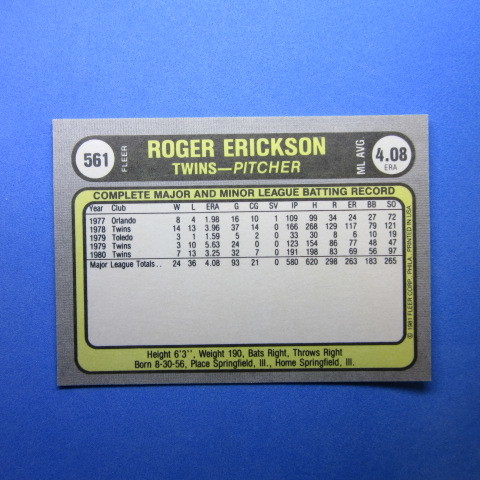 561
FLEER
ROGER ERICKSON
TWINS—PITCHER
ML AVG.
4.08
ERA
COMPLETE MAJOR AND MINOR LEAGUE BATTING RECORD
Year Club W L ERA G CG SV IP H R ER BB SO
1977 Orlando 8 4 1.98 16 10 1 109 99 34 24 27 72
1978 Twins 14 13 3.96 37 14 0 166 268 129 117 79 121
1979 Toledo 3 1 1.59 5 2 0 33 30 8 6 10 19
1979 Twins 3 10 5.63 24 0 0 123 154 86 77 48 47
1980 Twins 7 13 3.25 32 7 0 191 198 83 69 56 97
Major League Totals.. 24 36 4.08 93 21 0 580 620 298 263 183 265
Height 6'3", Weight 190, Bats Right, Throws Right
Born 8-30-56, Place Springfield, Ill., Home Springfield, Ill.
© 1981 FLEER CORP.-PHILA. PRINTED IN USA